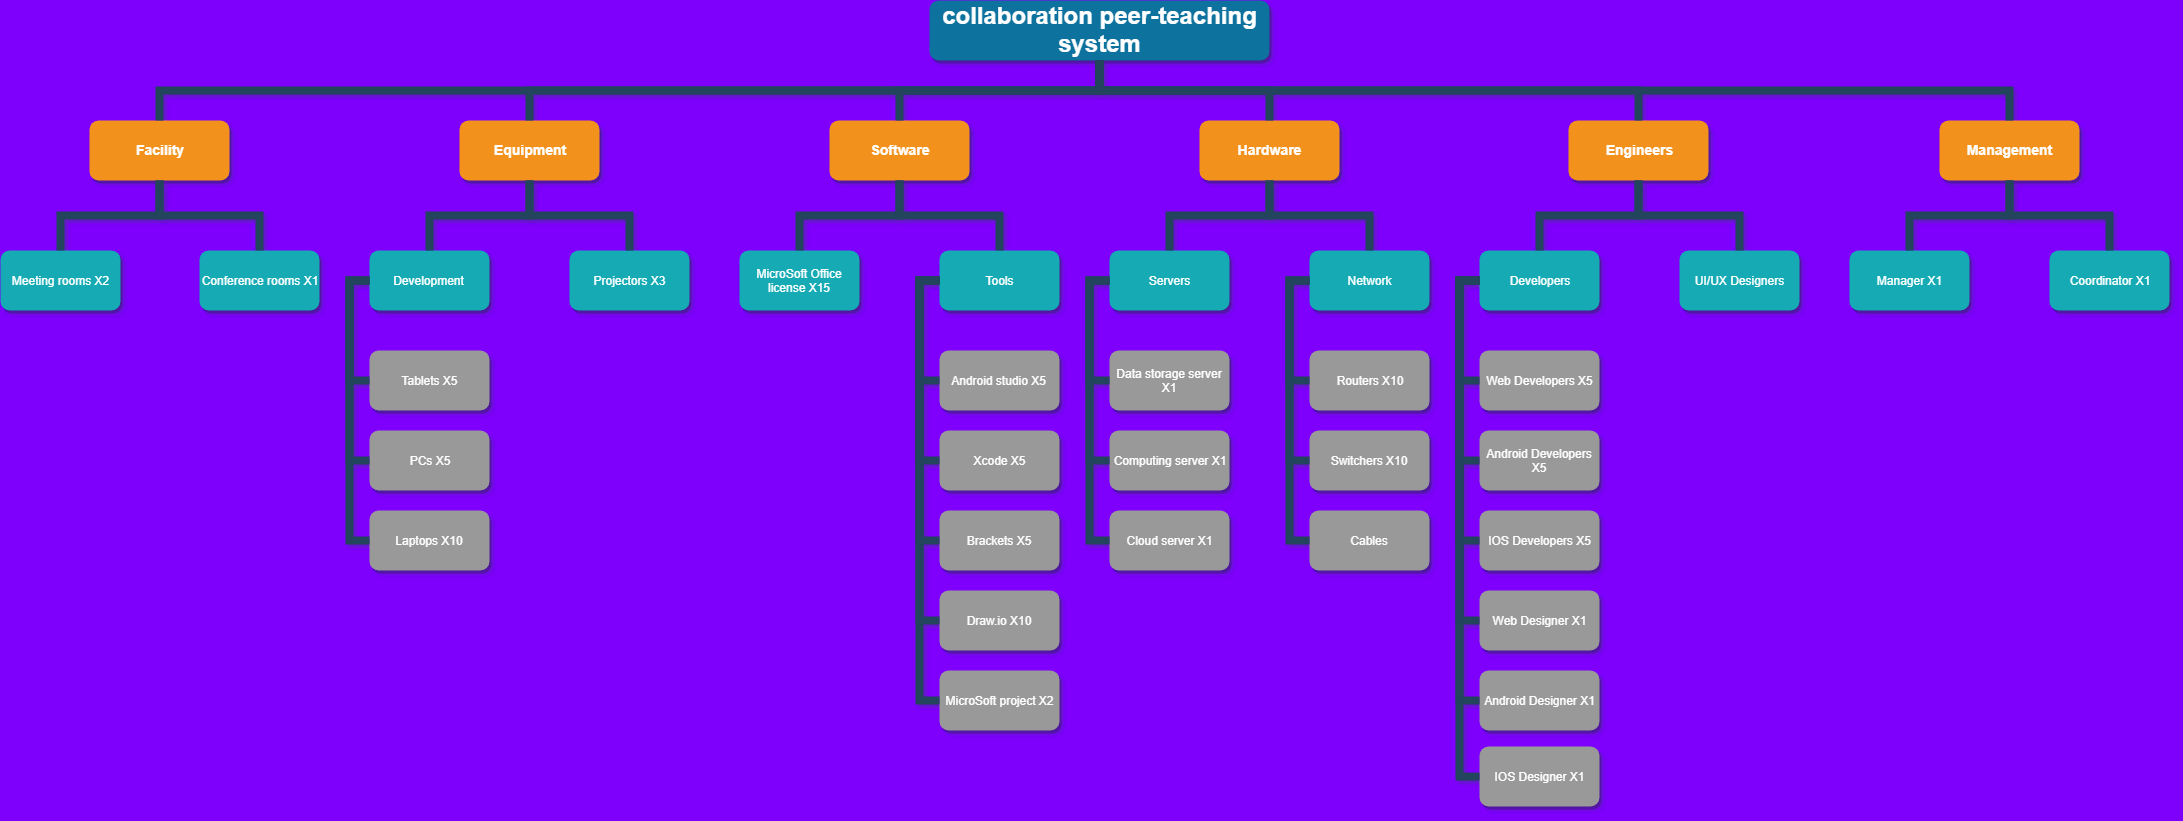 collaboration peer-teaching
system
Facility
Equipment
Software
Hardware
Engineers
Management
Meeting rooms X2
Conference rooms X1
Development
Projectors X3
MicroSoft Office
license X15
Tools
Servers
Network
Developers
UI/UX Designers
Manager X1
Coordinator X1
Tablets X5
PCs X5
Laptops X10
Android studio X5
Xcode X5
Brackets X5
Draw.io X10
MicroSoft project X2
Data storage server
X1
Computing server X1
Cloud server X1
Routers X10
Switchers X10
Cables
Web Developers X5
Android Developers
X5
IOS Developers X5
Web Designer X1
Android Designer X1
IOS Designer X1